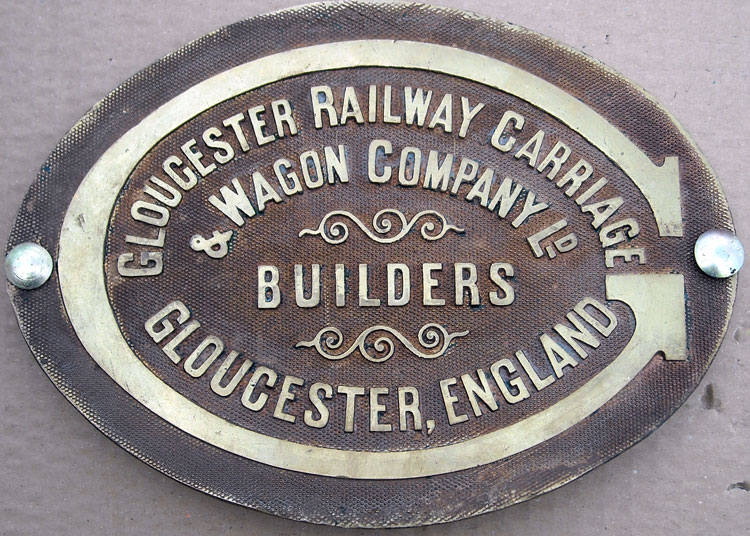 GLOUCESTER RAILWAY CARRIAGE
& WAGON COMPANY LD.
BUILDERS
GLOUCESTER, ENGLAND